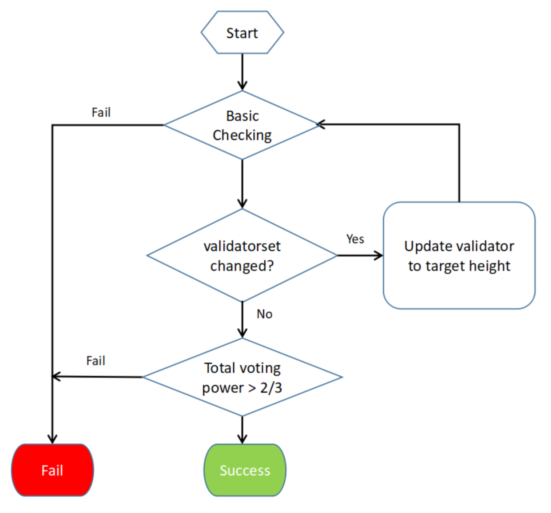 Start
Fail
Basic
Checking
validatorset
changed?
Yes
Update validator
to target height
No
Fail
Total voting
power > 2/3
Fail
Success